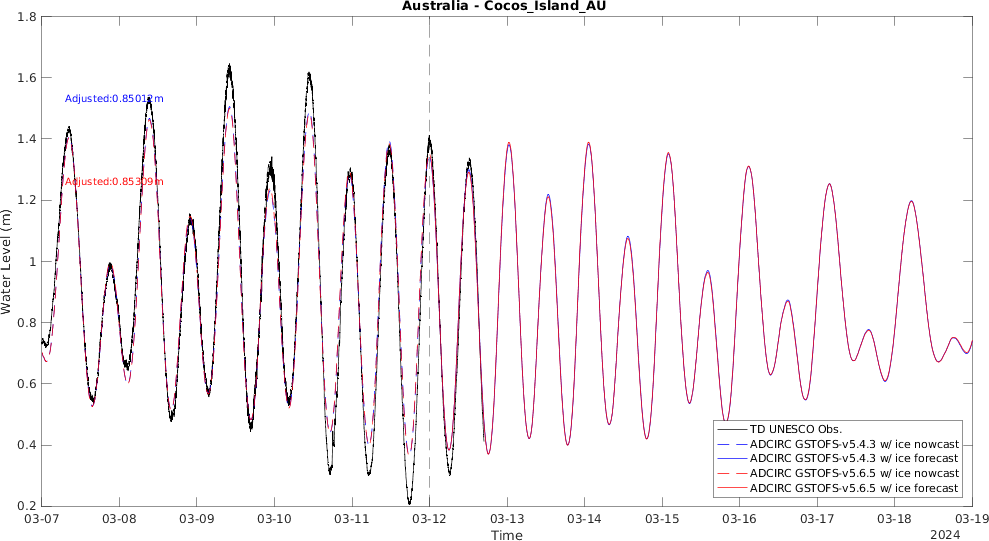 Australia - Cocos_Island_AU
1.8
1.6
1.4
1.2
1
0.8
0.6
0.4
0.2
Water Level (m)
Adjusted:0.85012m
Adjusted:0.85309m
TD UNESCO Obs.
ADCIRC GSTOFS-v5.4.3 w/ ice nowcast
ADCIRC GSTOFS-v5.4.3 w/ ice forecast
ADCIRC GSTOFS-v5.6.5 w/ ice nowcast
ADCIRC GSTOFS-v5.6.5 w/ ice forecast
03-07 03-08 03-09 03-10 03-11 03-12 03-13 03-14 03-15 03-16 03-17 03-18 03-19
Time
2024